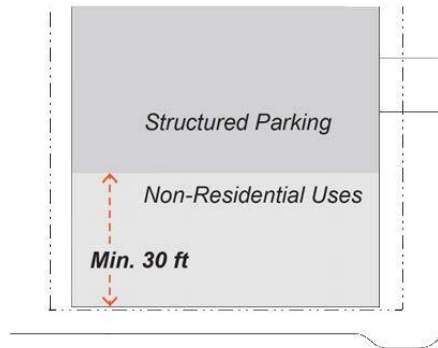 Structured Parking
Non-Residential Uses
Min. 30 ft